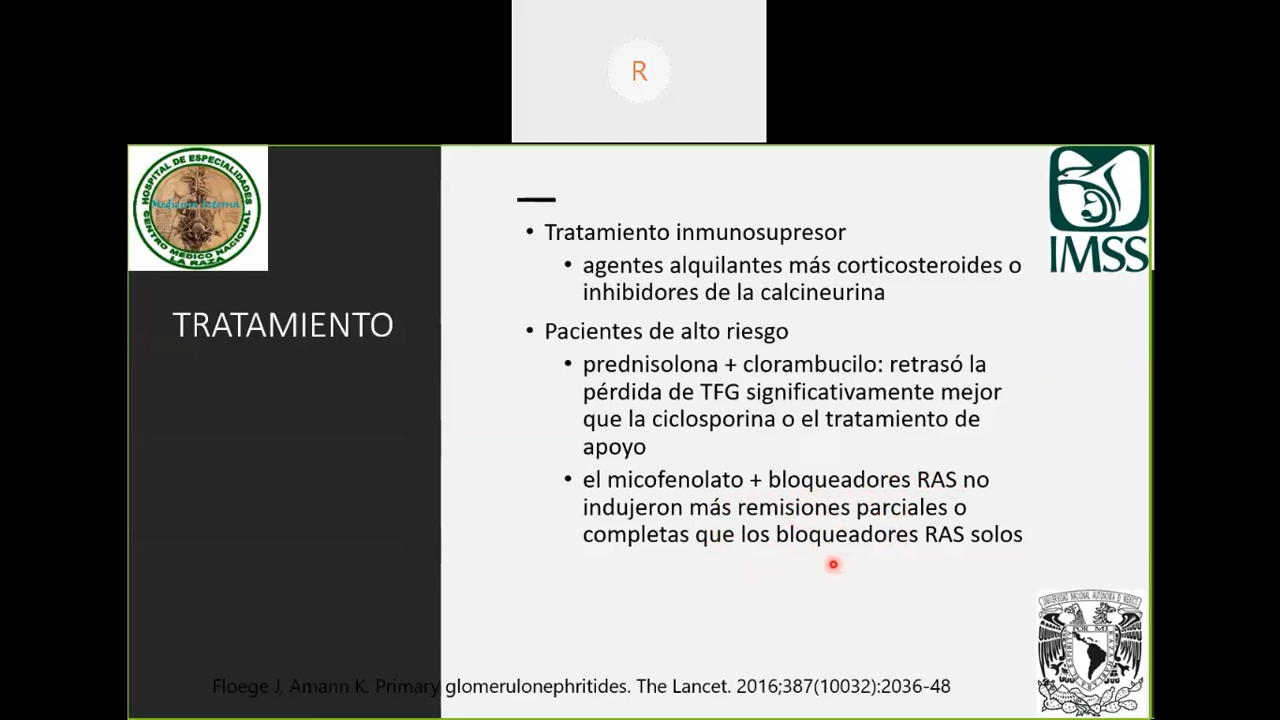 R
HOSPITAL DE ESPECIALIDADES
Medicina Interna
CENTRO MEDICO NACIONAL
LA RAZA
IMSS
TRATAMIENTO
• Tratamiento inmunosupresor
• agentes alquilantes más corticosteroides o
inhibidores de la calcineurina
• Pacientes de alto riesgo
• prednisolona + clorambucilo: retrasó la
pérdida de TFG significativamente mejor
que la ciclosporina o el tratamiento de
apoyo
• el micofenolato + bloqueadores RAS no
indujeron más remisiones parciales o
completas que los bloqueadores RAS solos
Floege J, Amann K. Primary glomerulonephritides. The Lancet. 2016;387(10032):2036-48